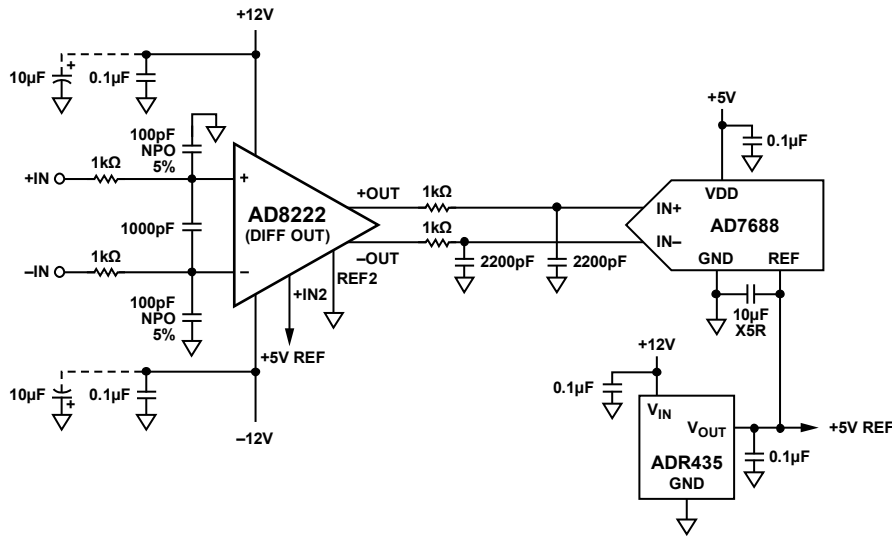 +12V
10µF
+
0.1µF
+5V
0.1µF
100pF
NPO
5%
+IN
1kΩ
+
+OUT
1kΩ
VDD
IN+
AD7688
IN–
GND
REF
AD8222
(DIFF OUT)
1000pF
–IN
1kΩ
–
–OUT
1kΩ
2200pF
2200pF
REF2
+IN2
100pF
NPO
5%
+5V REF
10µF
X5R
+12V
10µF
+
0.1µF
–12V
0.1µF
VIN
VOUT
+5V REF
ADR435
GND
0.1µF